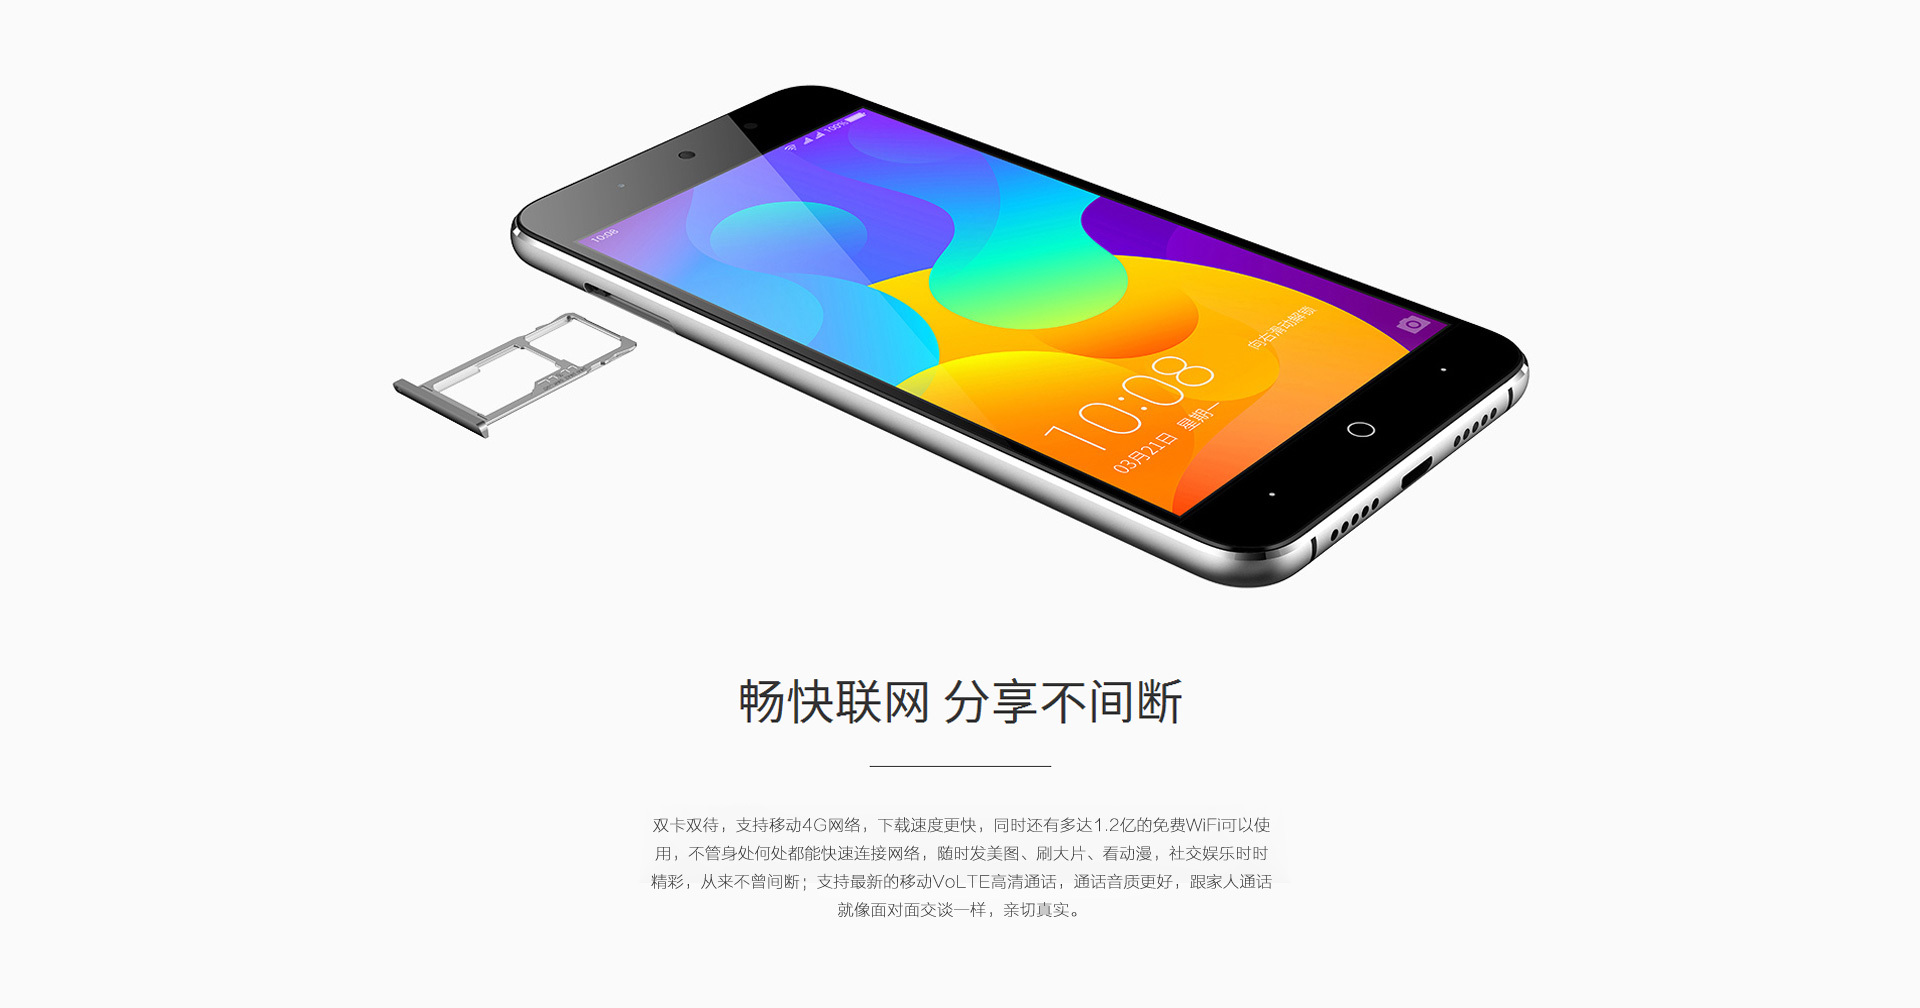 100%
10:08
向右滑动解锁
10:08
03月21日 星期一
畅快联网 分享不间断
双卡双待，支持移动4G网络，下载速度更快，同时还有多达1.2亿的免费WiFi可以使
用，不管身处何处都能快速连接网络，随时发美图、刷大片、看动漫，社交娱乐时时
精彩，从来不曾间断；支持最新的移动VoLTE高清通话，通话音质更好，跟家人通话
就像面对面交谈一样，亲切真实。